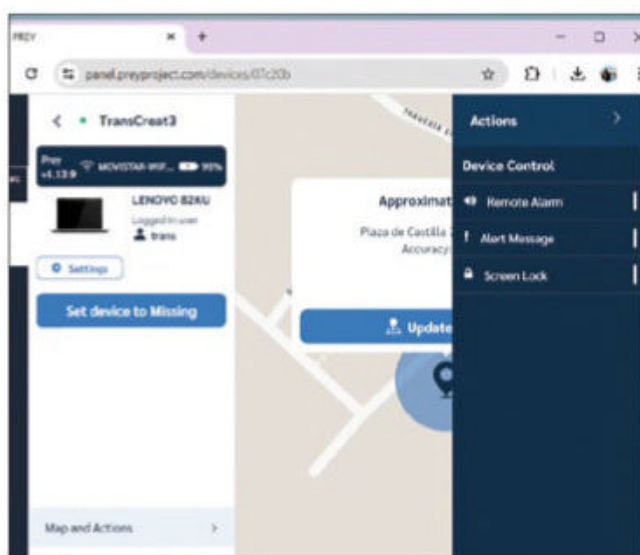 PREY
panel.preyproject.com/devices/07c20b
TransCreat3
Prey
v1.13.9
MOVISTAR-WIF... 98%
LENOVO 82KU
Logged in user
trans
Settings
Set device to Missing
Map and Actions
Approximat
Plaza de Castilla
Accuracy
Update
Actions
Device Control
Remote Alarm
Alert Message
Screen Lock